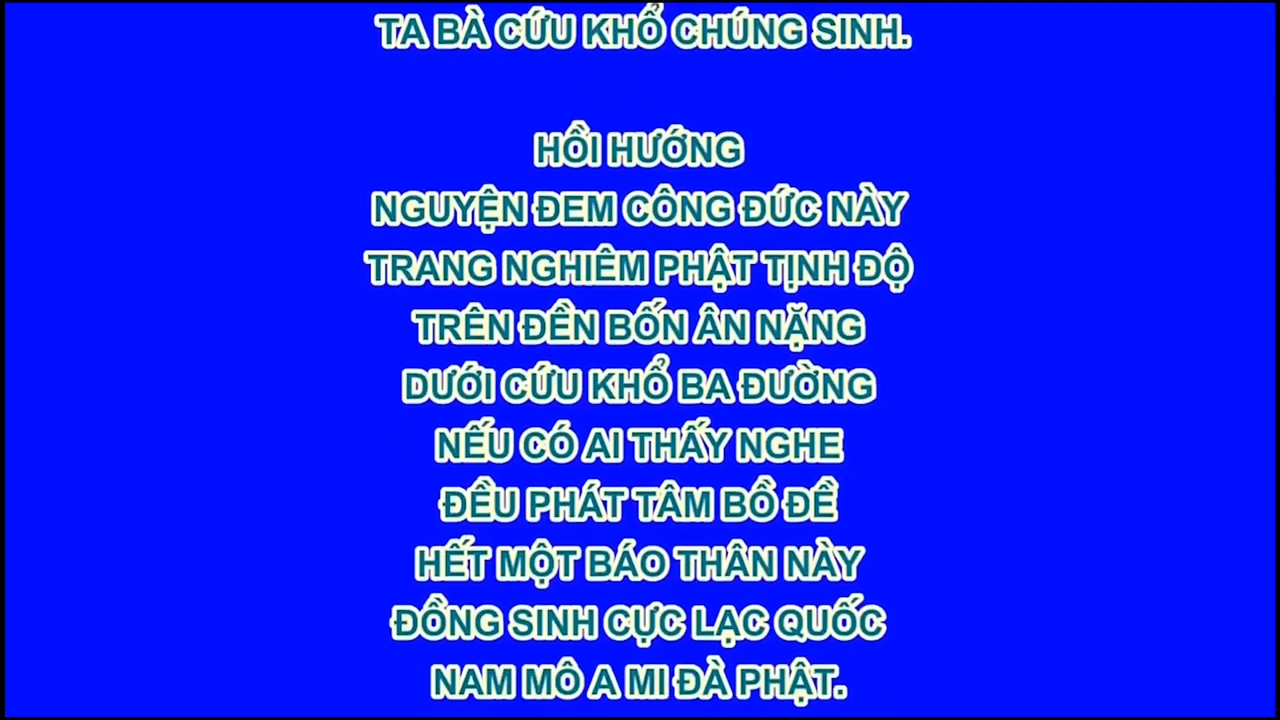 TA BÀ CỨU KHỔ CHÚNG SINH.
HỒI HƯỚNG
NGUYỆN ĐEM CÔNG ĐỨC NÀY
TRANG NGHIÊM PHẬT TỊNH ĐỘ
TRÊN ĐỀN BỐN ÂN NẶNG
DƯỚI CỨU KHỔ BA ĐƯỜNG
NẾU CÓ AI THẤY NGHE
ĐỀU PHÁT TÂM BỒ ĐỀ
HẾT MỘT BÁO THÂN NÀY
ĐỒNG SINH CỰC LẠC QUỐC
NAM MÔ A MI ĐÀ PHẬT.